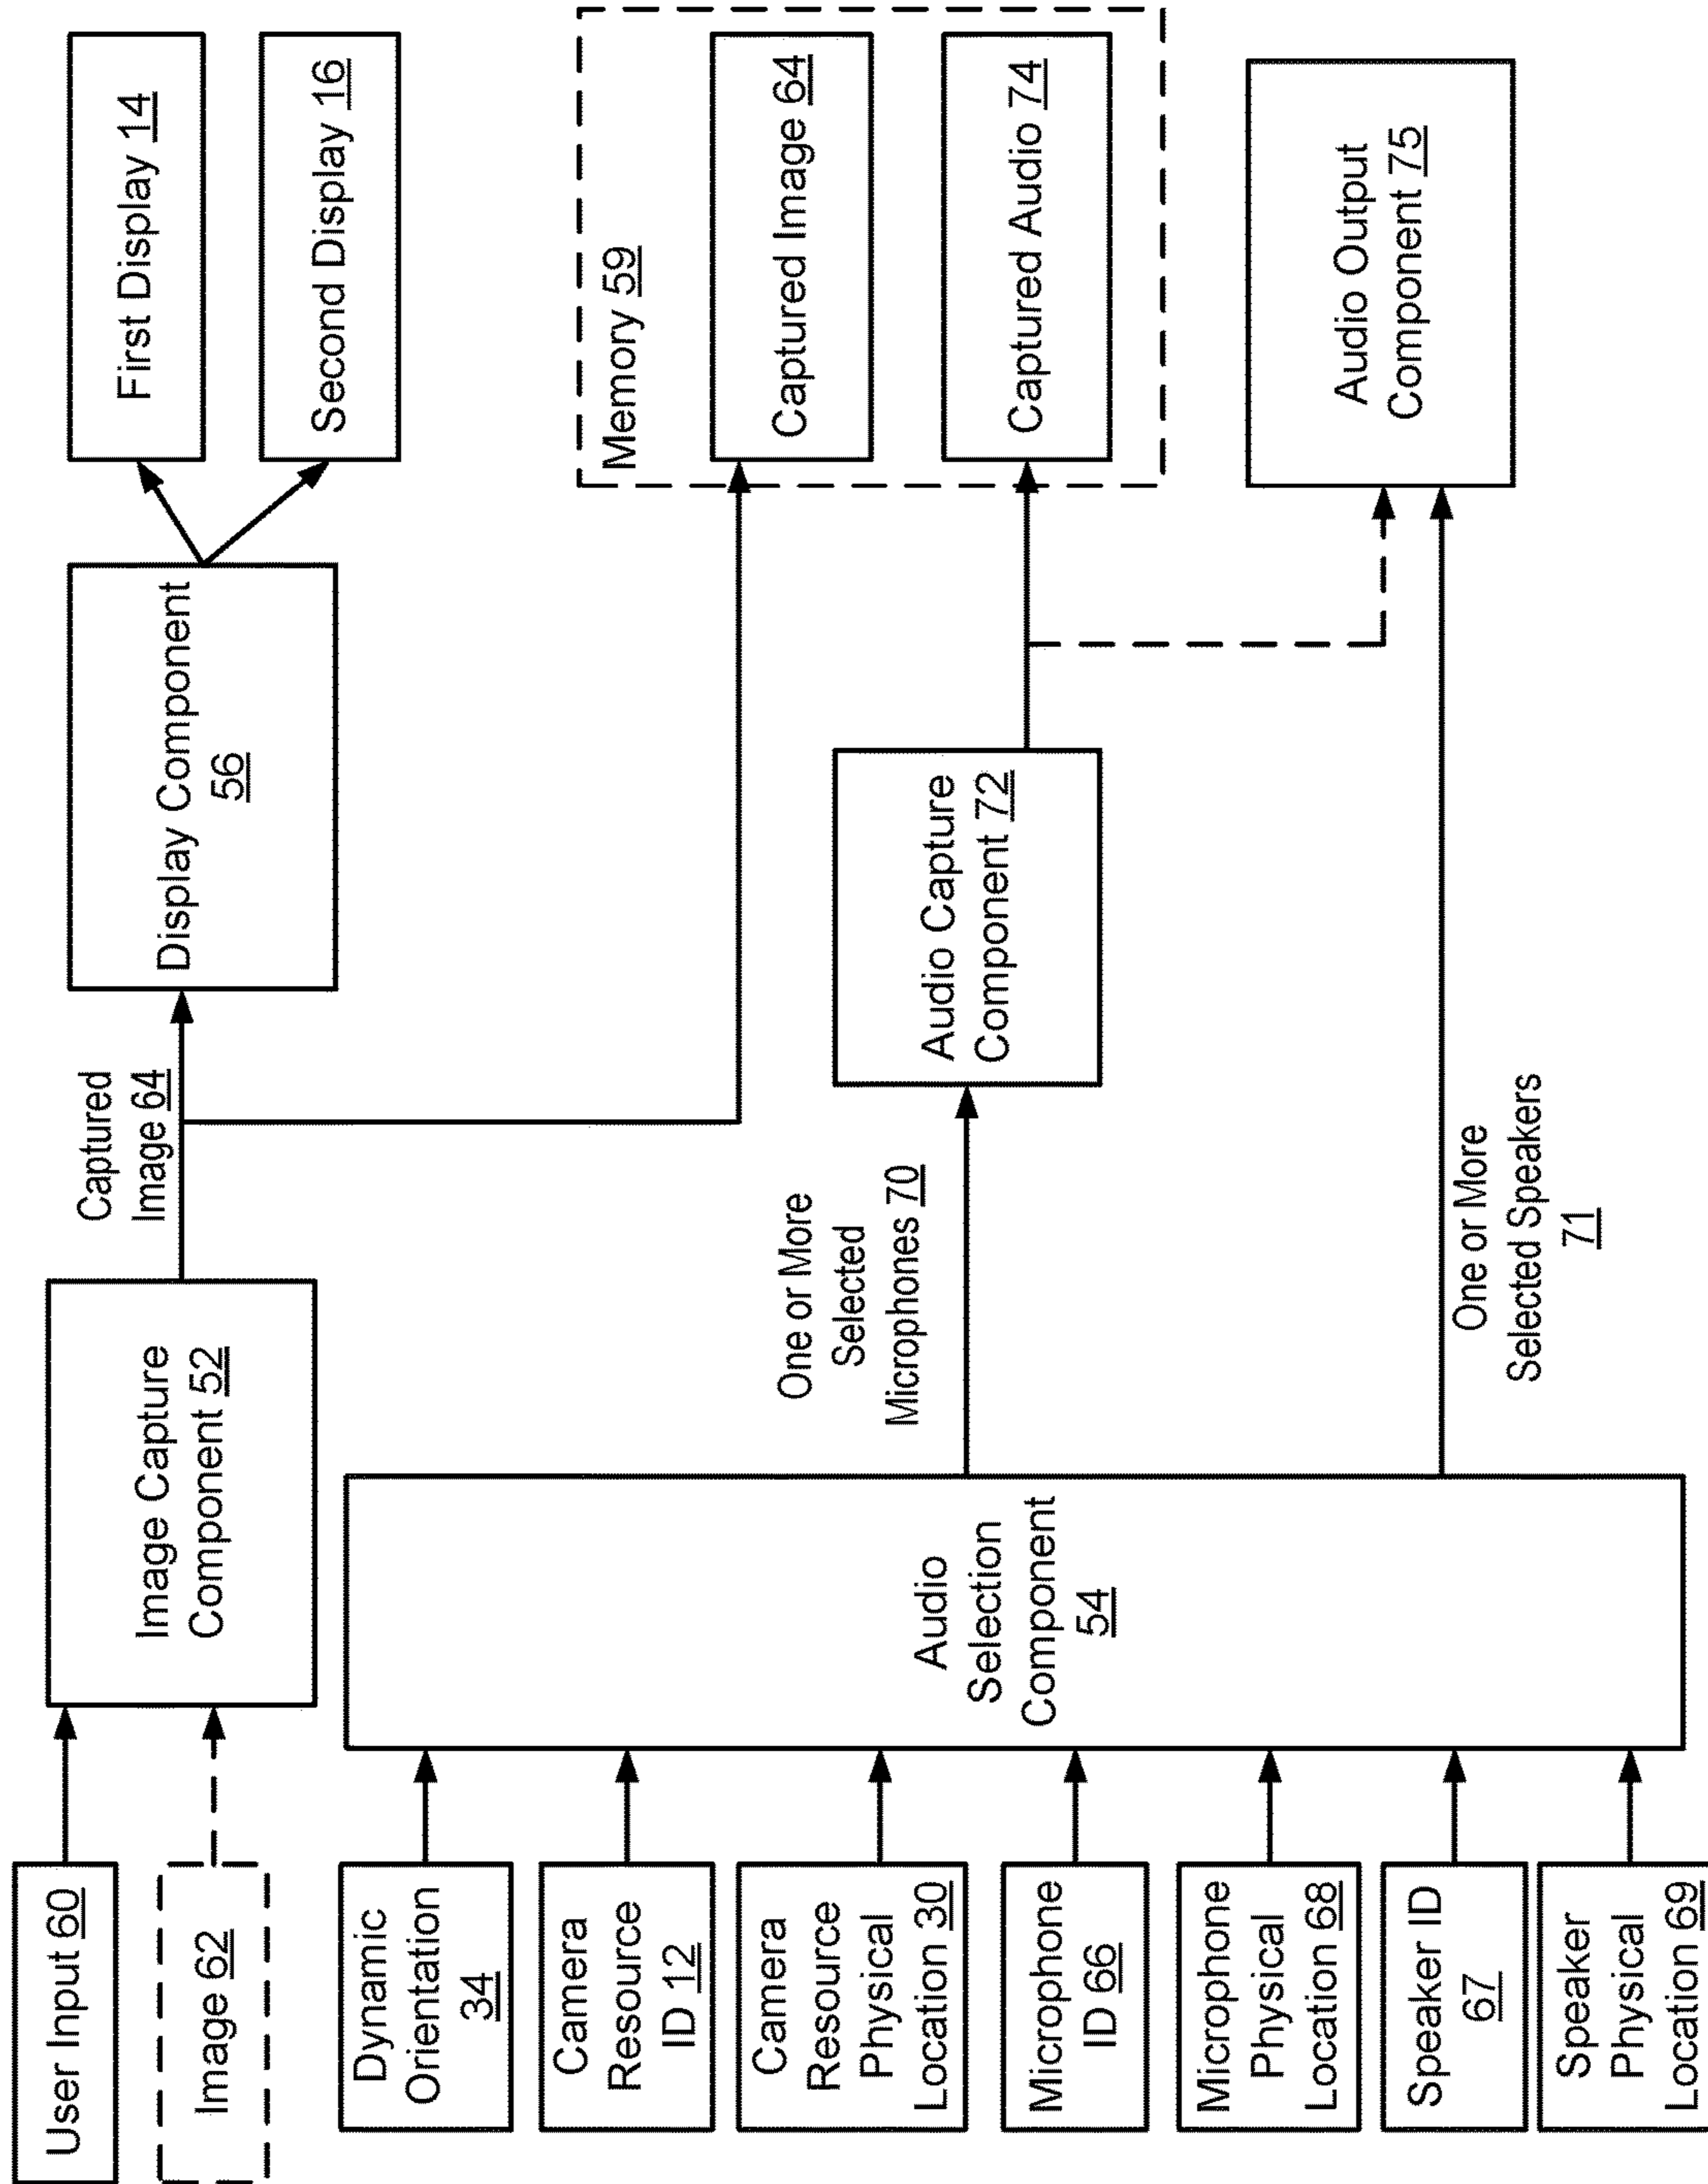 User Input 60
Image 62
Image Capture
Component 52
Captured
Image 64
Display Component
56
First Display 14
Second Display 16
Dynamic
Orientation
34
Camera
Resource
ID 12
Camera
Resource
Physical
Location 30
Microphone
ID 66
Microphone
Physical
Location 68
Speaker ID
67
Speaker
Physical
Location 69
Audio
Selection
Component
54
One or More
Selected
Microphones 70
One or More
Selected Speakers
71
Audio Capture
Component 72
Memory 59
Captured Image 64
Captured Audio 74
Audio Output
Component 75